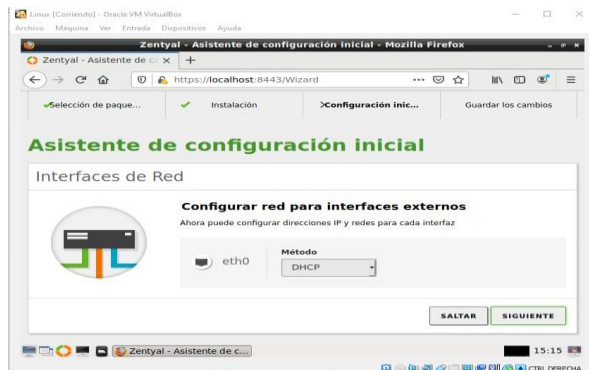 Linux [Corriendo] - Oracle VM VirtualBox
Archivo Máquina Ver Entrada Dispositivos Ayuda
Zentyal - Asistente de configuración inicial - Mozilla Firefox
Zentyal - Asistente de c
https://localhost:8443/Wizard
Selección de paque...
Instalación
Configuración inic...
Guardar los cambios
Asistente de configuración inicial
Interfaces de Red
Configurar red para interfaces externos
Ahora puede configurar direcciones IP y redes para cada interfaz
eth0
Método
DHCP
SALTAR
SIGUIENTE
Zentyal - Asistente de c...
15:15
CTRL DERECHA